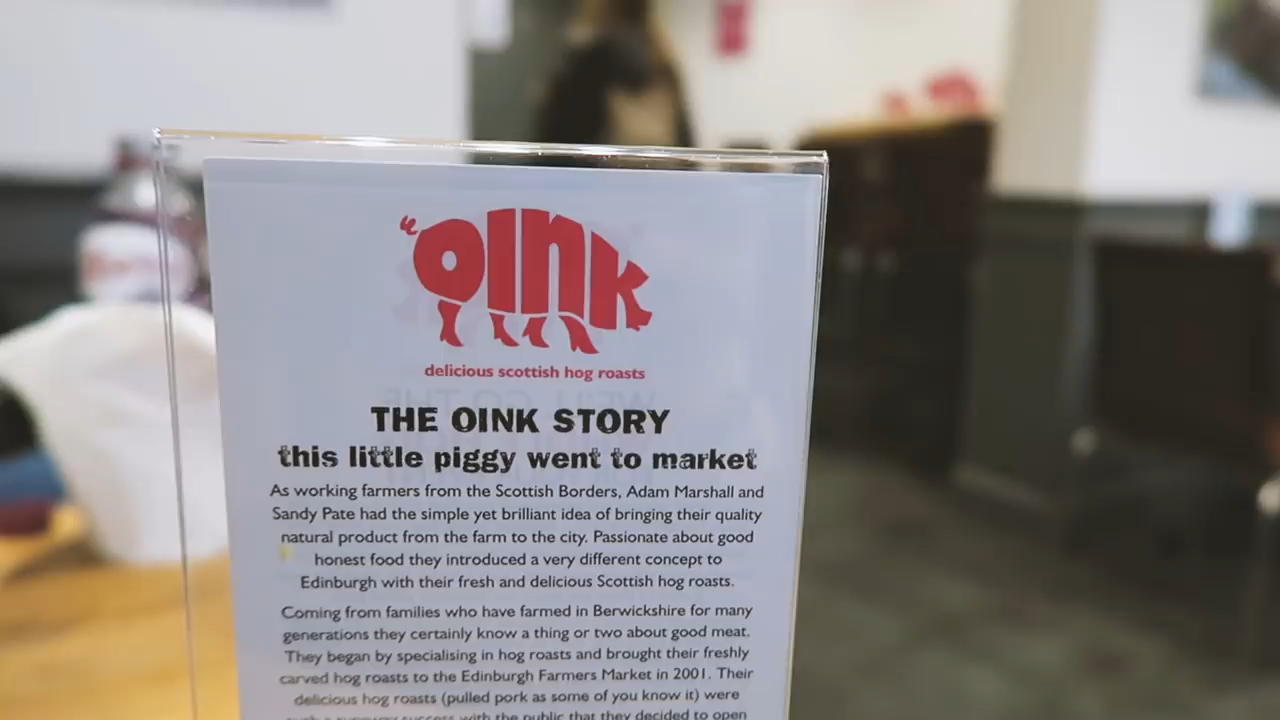 OINK
delicious scottish hog roasts
THE OINK STORY
this little piggy went to market
As working farmers from the Scottish Borders, Adam Marshall and
Sandy Pate had the simple yet brilliant idea of bringing their quality
natural product from the farm to the city. Passionate about good
honest food they introduced a very different concept to
Edinburgh with their fresh and delicious Scottish hog roasts.
Coming from families who have farmed in Berwickshire for many
generations they certainly know a thing or two about good meat.
They began by specialising in hog roasts and brought their freshly
carved hog roasts to the Edinburgh Farmers Market in 2001. Their
delicious hog roasts (pulled pork as some of you know it) were
success with the public that they decided to open